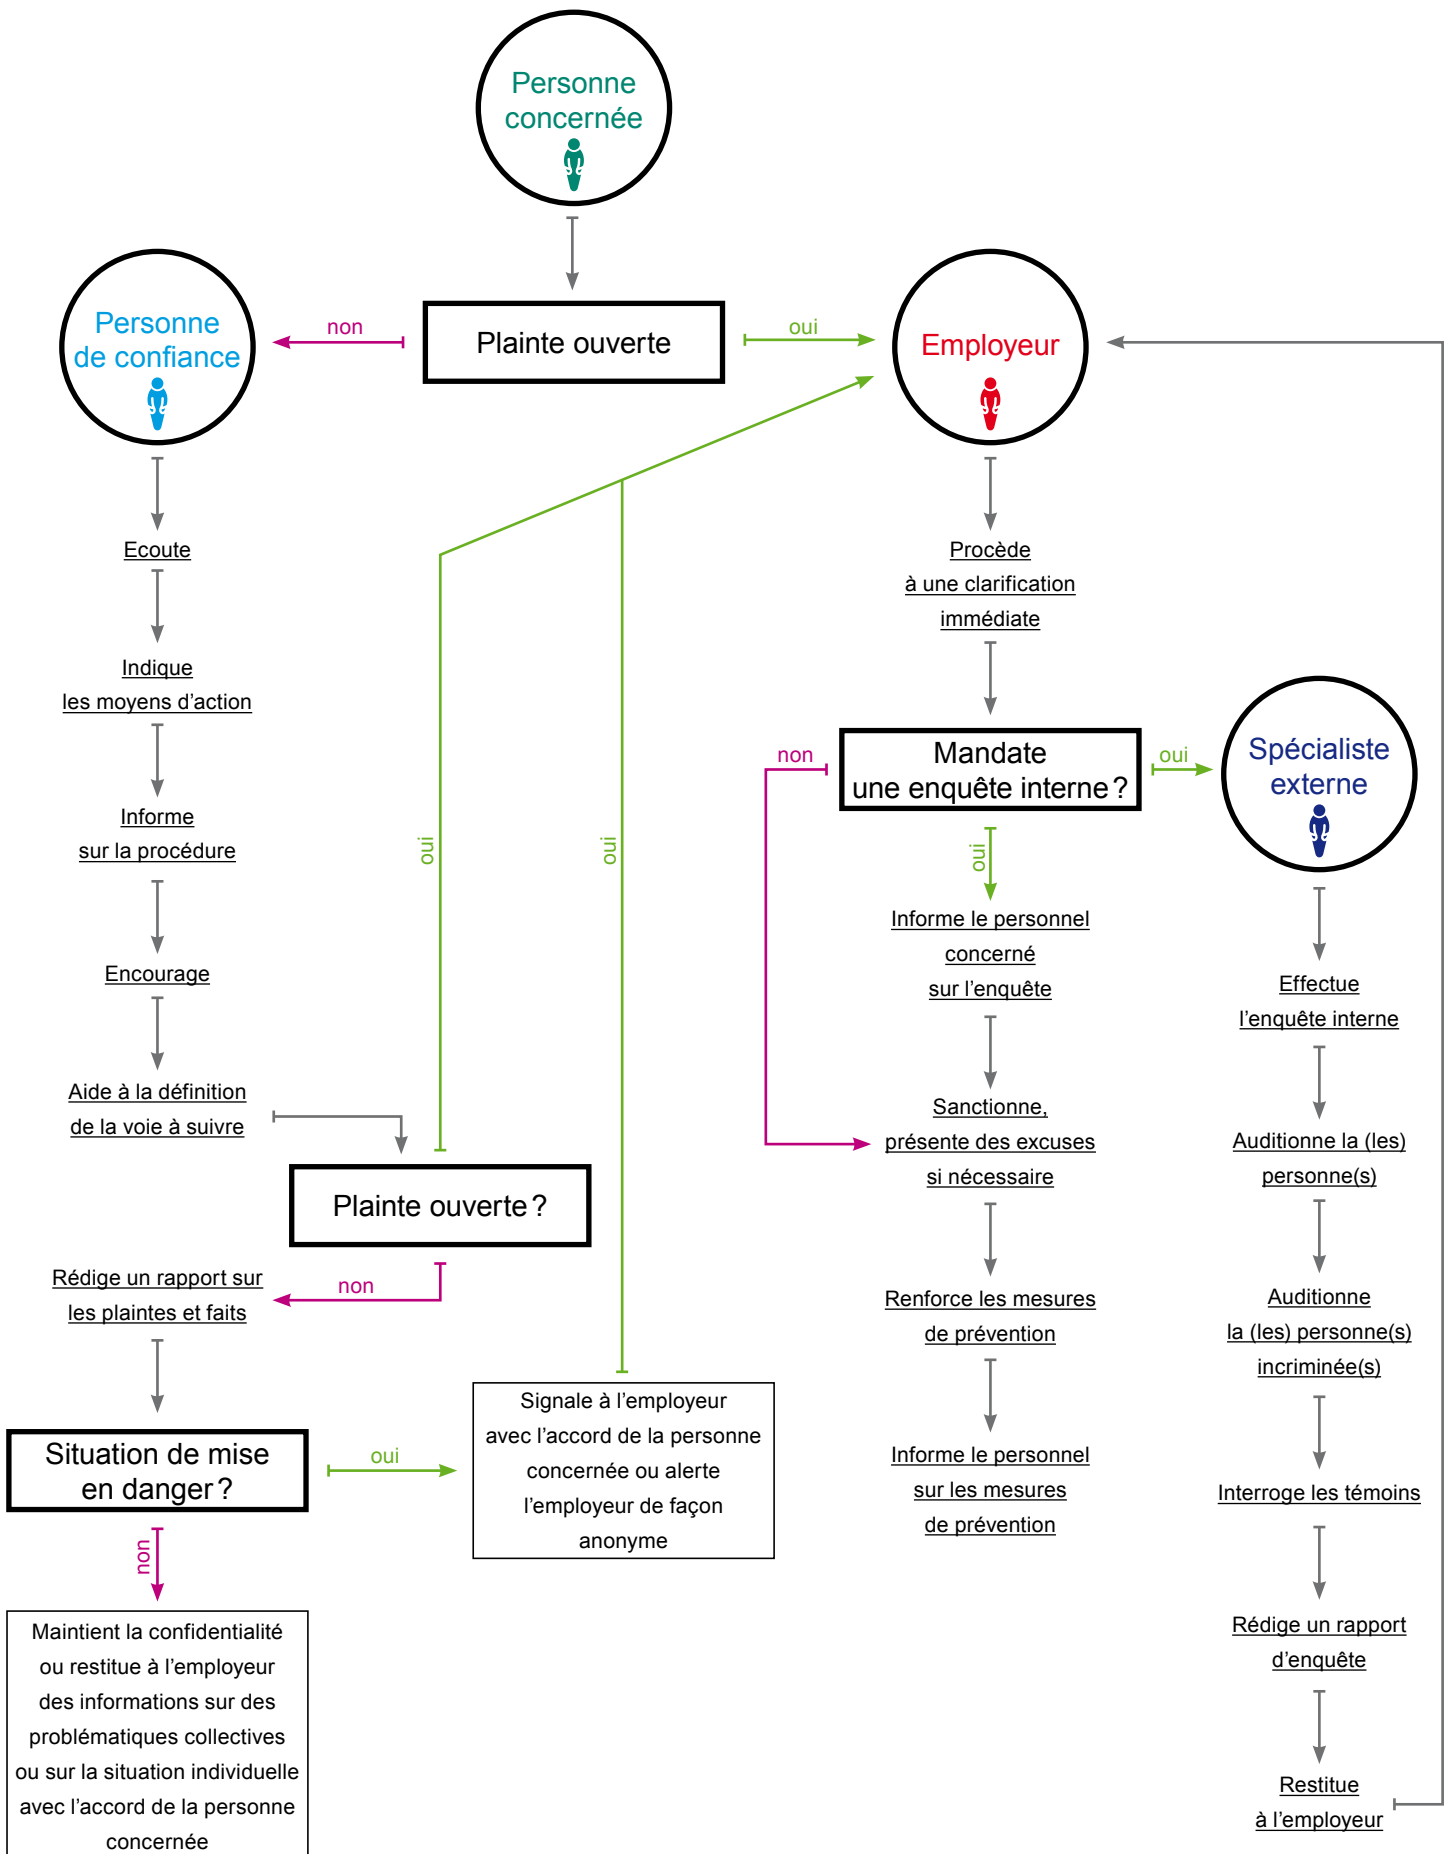 Personne
concernée
Personne
de confiance
non
Plainte ouverte
oui
Employeur
Ecoute
Indique
les moyens d'action
Informe
sur la procédure
Encourage
Aide à la définition
de la voie à suivre
Plainte ouverte ?
oui
oui
non
Rédige un rapport sur
les plaintes et faits
Situation de mise
en danger ?
oui
Signale à l'employeur
avec l'accord de la personne
concernée ou alerte
l'employeur de façon
anonyme
non
Maintient la confidentialité
ou restitue à l'employeur
des informations sur des
problématiques collectives
ou sur la situation individuelle
avec l'accord de la personne
concernée
Procède
à une clarification
immédiate
non
Mandate
une enquête interne ?
oui
oui
Informe le personnel
concerné
sur l'enquête
Sanctionne,
présente des excuses
si nécessaire
Renforce les mesures
de prévention
Informe le personnel
sur les mesures
de prévention
Spécialiste
externe
Effectue
l'enquête interne
Auditionne la (les)
personne(s)
Auditionne
la (les) personne(s)
incriminée(s)
Interroge les témoins
Rédige un rapport
d'enquête
Restitue
à l'employeur